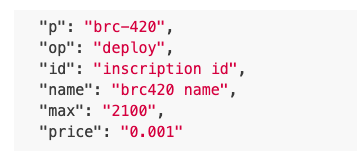 "p": "brc-420",
"op": "deploy",
"id": "inscription id",
"name": "brc420 name",
"max": "2100",
"price": "0.001"